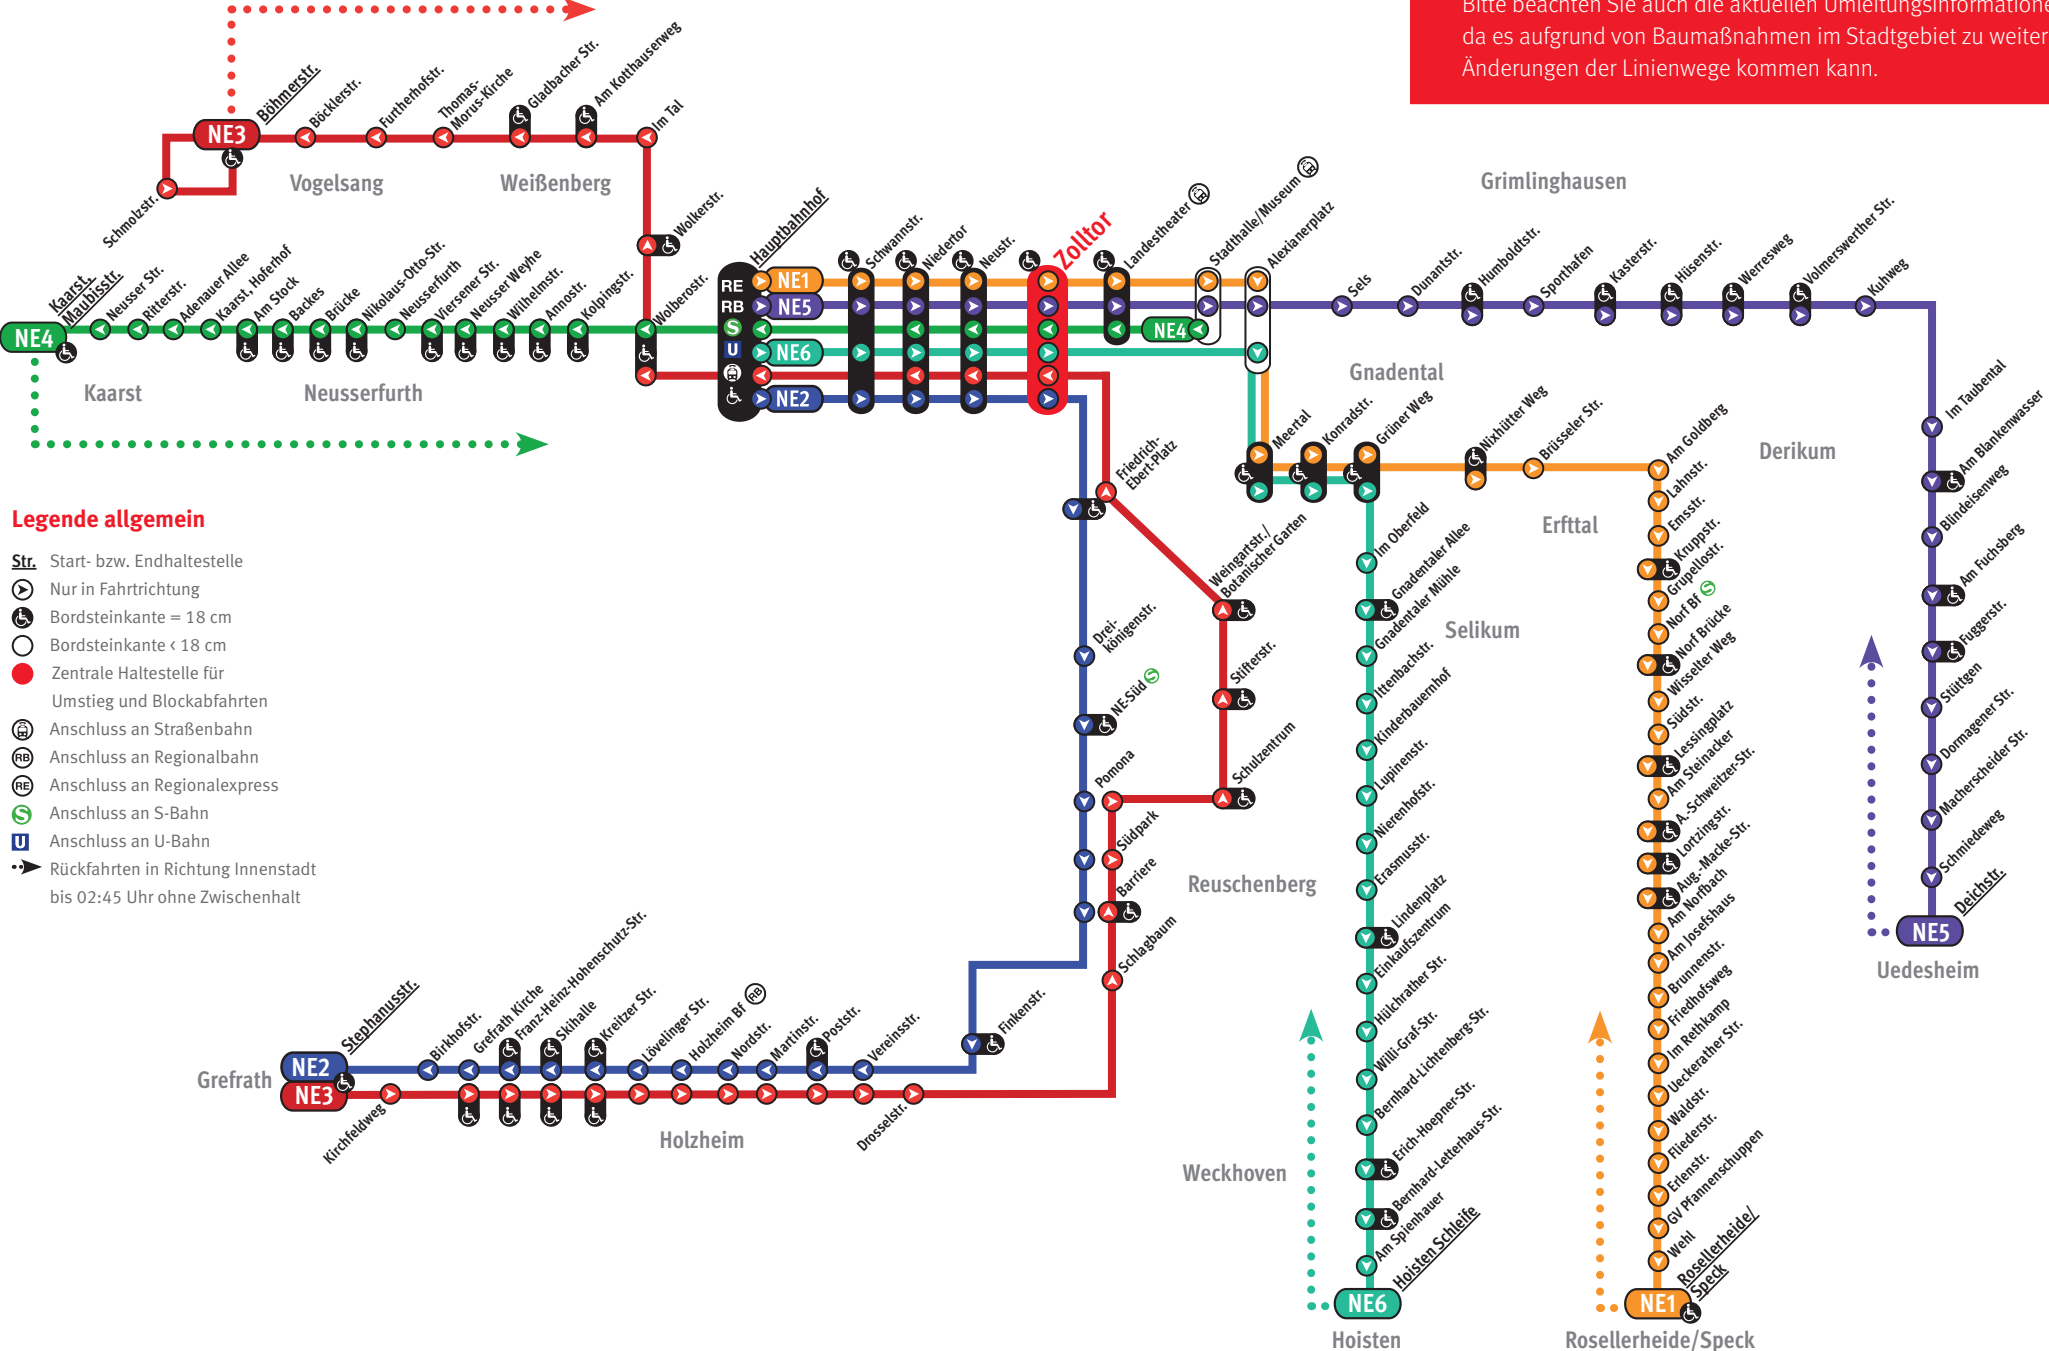 Bitte beachten Sie auch die aktuellen Umleitungsinformatione
da es aufgrund von Baumaßnahmen im Stadtgebiet zu weiter
Änderungen der Linienwege kommen kann.
NE3
Böhmerstr.
Böcklerstr.
Furtherhofstr.
Thomas-
Morus-Kirche
Gladbacher Str.
Am Kotthauserweg
Im Tal
Schmolzstr.
Vogelsang
Weißenberg
Wolkerstr.
Grimlinghausen
NE4
Kaarst,
Maubisstr.
Neusser Str.
Ritterstr.
Adenauer Allee
Kaarst, Hoferhof
Am Stock
Backes
Brücke
Nikolaus-Otto-Str.
Neusserfurth
Viersener Str.
Neusser Weyhe
Wilhelmstr.
Annostr.
Kolpingstr.
Wolberostr.
Hauptbahnhof
RE
RB
S
U
NE1
NE5
NE6
NE2
Schwannstr.
Niedertor
Neustr.
Zolltor
Landestheater
NE4
Stadthalle/Museum
Alexianerplatz
Sels
Dunantstr.
Humboldtstr.
Sporthafen
Kasterstr.
Hüsenstr.
Werresweg
Volmerswerther Str.
Kuhweg
Kaarst
Neusserfurth
Gnadental
Derikum
Meertal
Konradstr.
Grüner Weg
Nixhütter Weg
Brüsseler Str.
Am Goldberg
Lahnstr.
Emsstr.
Kruppstr.
Grupellostr.
Norf Bf S
Norf Brücke
Wisselter Weg
Südstr.
Lessingplatz
Am Steinacker
A.-Schweitzer-Str.
Lortzingstr.
Aug.-Macke-Str.
Am Norfbach
Am Josefshaus
Brunnenstr.
Friedhofsweg
Im Rethkamp
Ueckerather Str.
Waldstr.
Fliederstr.
Erlenstr.
GV Pfannenschuppen
Wehl
Rosellerheide/
Speck
NE1
Rosellerheide/Speck
Erfttal
Im Taubental
Am Blankenwasser
Blindeisenweg
Am Fuchsberg
Fuggerstr.
Stüttgen
Dormagener Str.
Macherscheider Str.
Schmiedeweg
Deichstr.
NE5
Uedesheim
Im Oberfeld
Gnadentaler Allee
Gnadentaler Mühle
Ittenbachstr.
Kinderbauernhof
Lupinenstr.
Nierenhofstr.
Erasmusstr.
Lindenplatz
Einkaufszentrum
Hülchrather Str.
Willi-Graf-Str.
Bernhard-Lichtenberg-Str.
Erich-Hoepner-Str.
Bernhard-Letterhaus-Str.
Am Spienhauer
Hoisten Schleife
NE6
Hoisten
Selikum
Reuschenberg
Weckhoven
Friedrich-
Ebert-Platz
Weingartstr./
Botanischer Garten
Stifterstr.
Schulzentrum
Drei-
königenstr.
NE-Süd S
Pomona
Südpark
Barriere
Schlagbaum
Finkenstr.
Legende allgemein
Str. Start- bzw. Endhaltestelle
Nur in Fahrtrichtung
Bordsteinkante = 18 cm
Bordsteinkante < 18 cm
Zentrale Haltestelle für
Umstieg und Blockabfahrten
Anschluss an Straßenbahn
RB Anschluss an Regionalbahn
RE Anschluss an Regionalexpress
S Anschluss an S-Bahn
U Anschluss an U-Bahn
Rückfahrten in Richtung Innenstadt
bis 02:45 Uhr ohne Zwischenhalt
Grefrath
NE2
NE3
Stephanusstr.
Birkhofstr.
Grefrath Kirche
Franz-Heinz-Hohenschutz-Str.
Skihalle
Kreitzer Str.
Lövelinger Str.
Holzheim Bf RB
Nordstr.
Martinstr.
Poststr.
Vereinsstr.
Kirchfeldweg
Drosselstr.
Holzheim